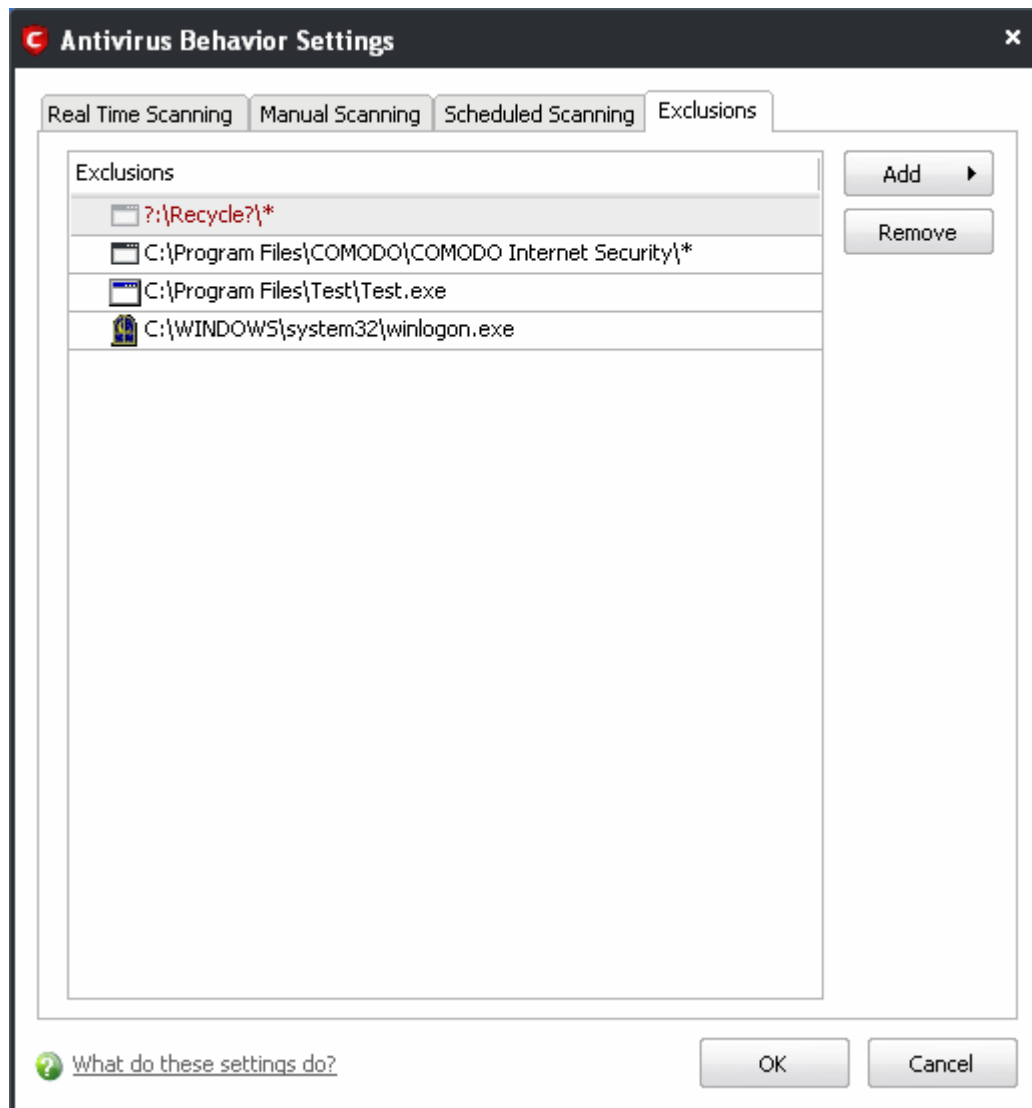 Antivirus Behavior Settings
Real Time Scanning Manual Scanning Scheduled Scanning Exclusions
Exclusions
Add
?:\Recycle?\*
Remove
C:\Program Files\COMODO\COMODO Internet Security\*
C:\Program Files\Test\Test.exe
C:\WINDOWS\system32\winlogon.exe
What do these settings do?
OK Cancel